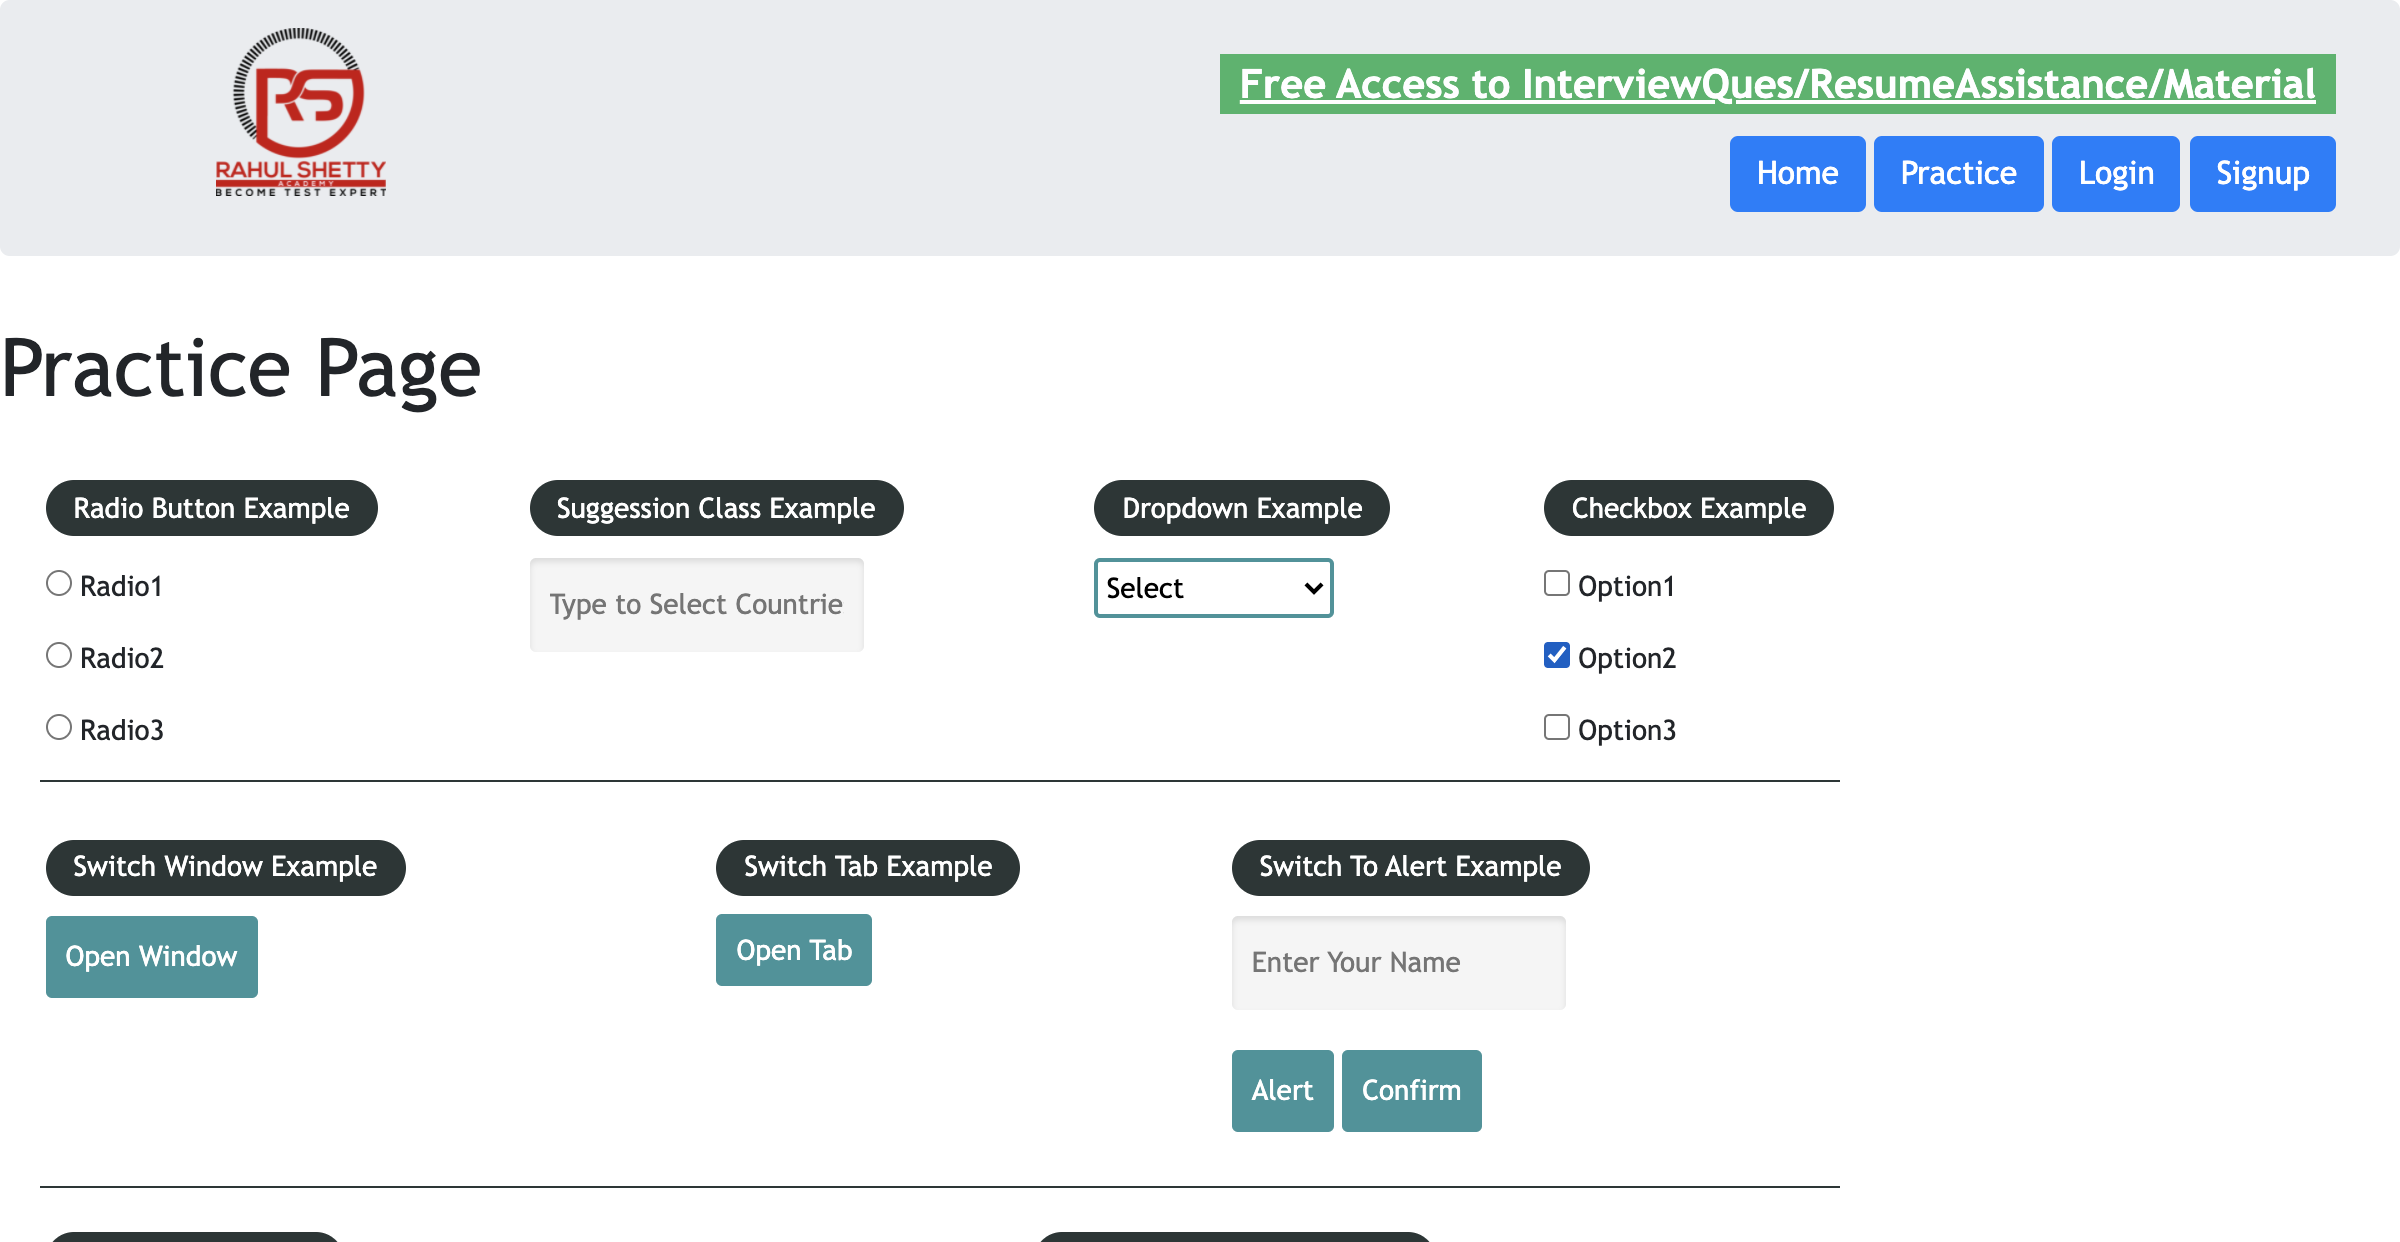 RAHUL SHETTY
ACADEMY
BECOME TEST EXPERT
Free Access to InterviewQues/ResumeAssistance/Material
Home Practice Login Signup
Practice Page
Radio Button Example Suggession Class Example Dropdown Example Checkbox Example
Radio1 Type to Select Countrie Select Option1
Radio2 Option2
Radio3 Option3
Switch Window Example Switch Tab Example Switch To Alert Example
Open Window Open Tab Enter Your Name
Alert Confirm